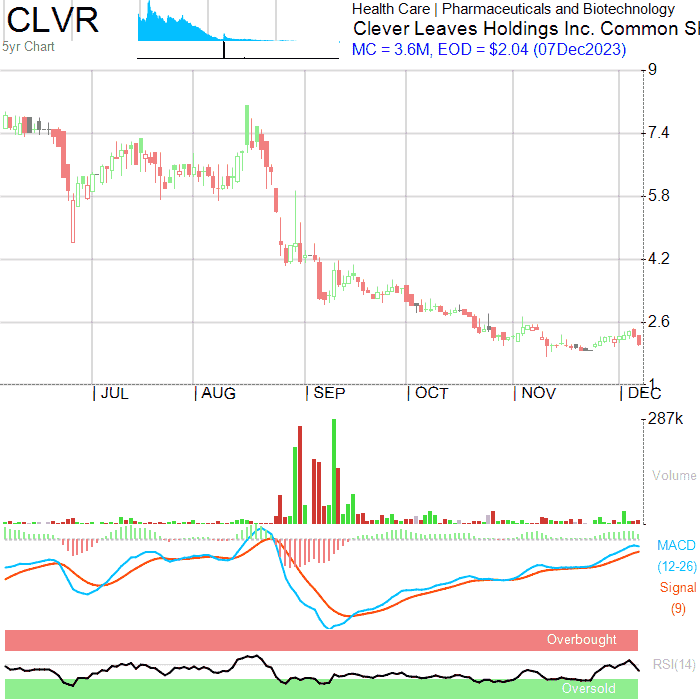 CLVR
5yr Chart
Health Care | Pharmaceuticals and Biotechnology
Clever Leaves Holdings Inc. Common S
MC = 3.6M, EOD = $2.04 (07Dec2023)
9
7.4
5.8
4.2
2.6
1
JUL
AUG
SEP
OCT
NOV
DEC
287k
Volume
MACD
(12-26)
Signal
(9)
Overbought
RSI(14)
Oversold